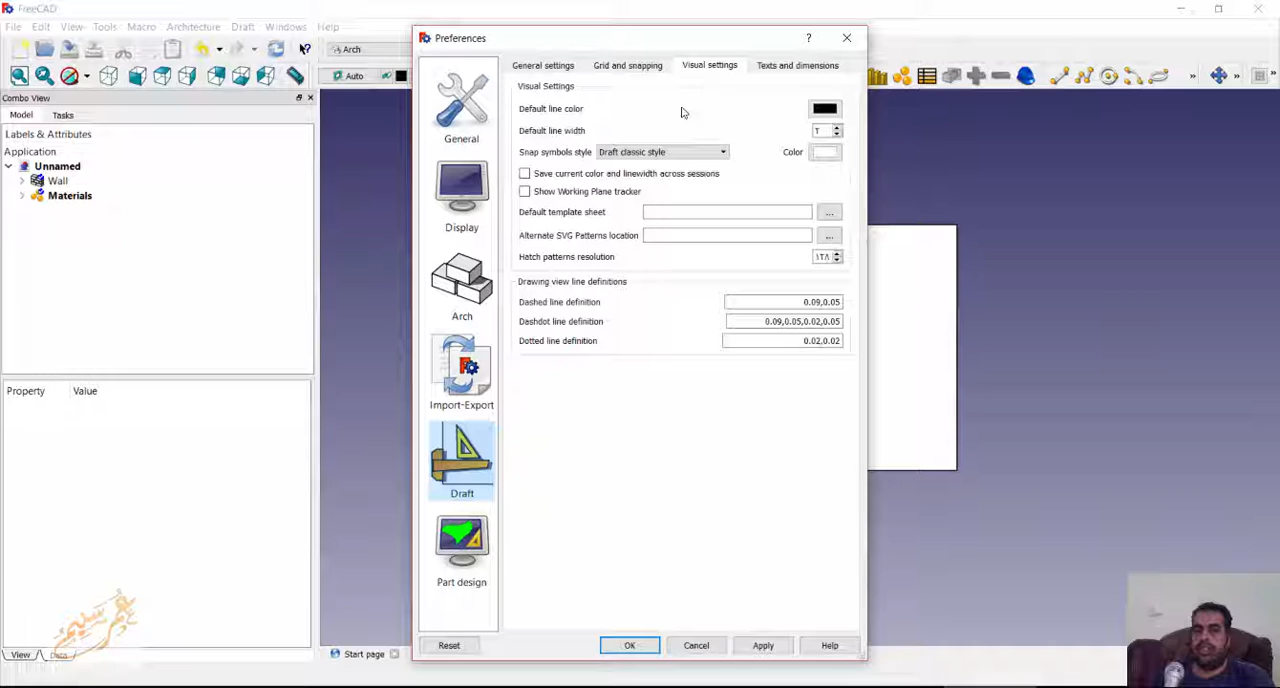 FreeCAD
File Edit View Tools Macro Architecture Draft Windows Help
Arch
Auto
Combo View
Model Tasks
Labels & Attributes
Application
Unnamed
Wall
Materials
Property Value
View Data
Start page
Preferences
?
General
Display
Arch
Import-Export
Draft
Part design
General settings Grid and snapping Visual settings Texts and dimensions
Visual Settings
Default line color
Default line width ٢
Snap symbols style Draft classic style Color
Save current color and linewidth across sessions
Show Working Plane tracker
Default template sheet ...
Alternate SVG Patterns location ...
Hatch patterns resolution ١٢٨
Drawing view line definitions
Dashed line definition 0.09,0.05
Dashdot line definition 0.09,0.05,0.02,0.05
Dotted line definition 0.02,0.02
Reset OK Cancel Apply Help
عمر سليم